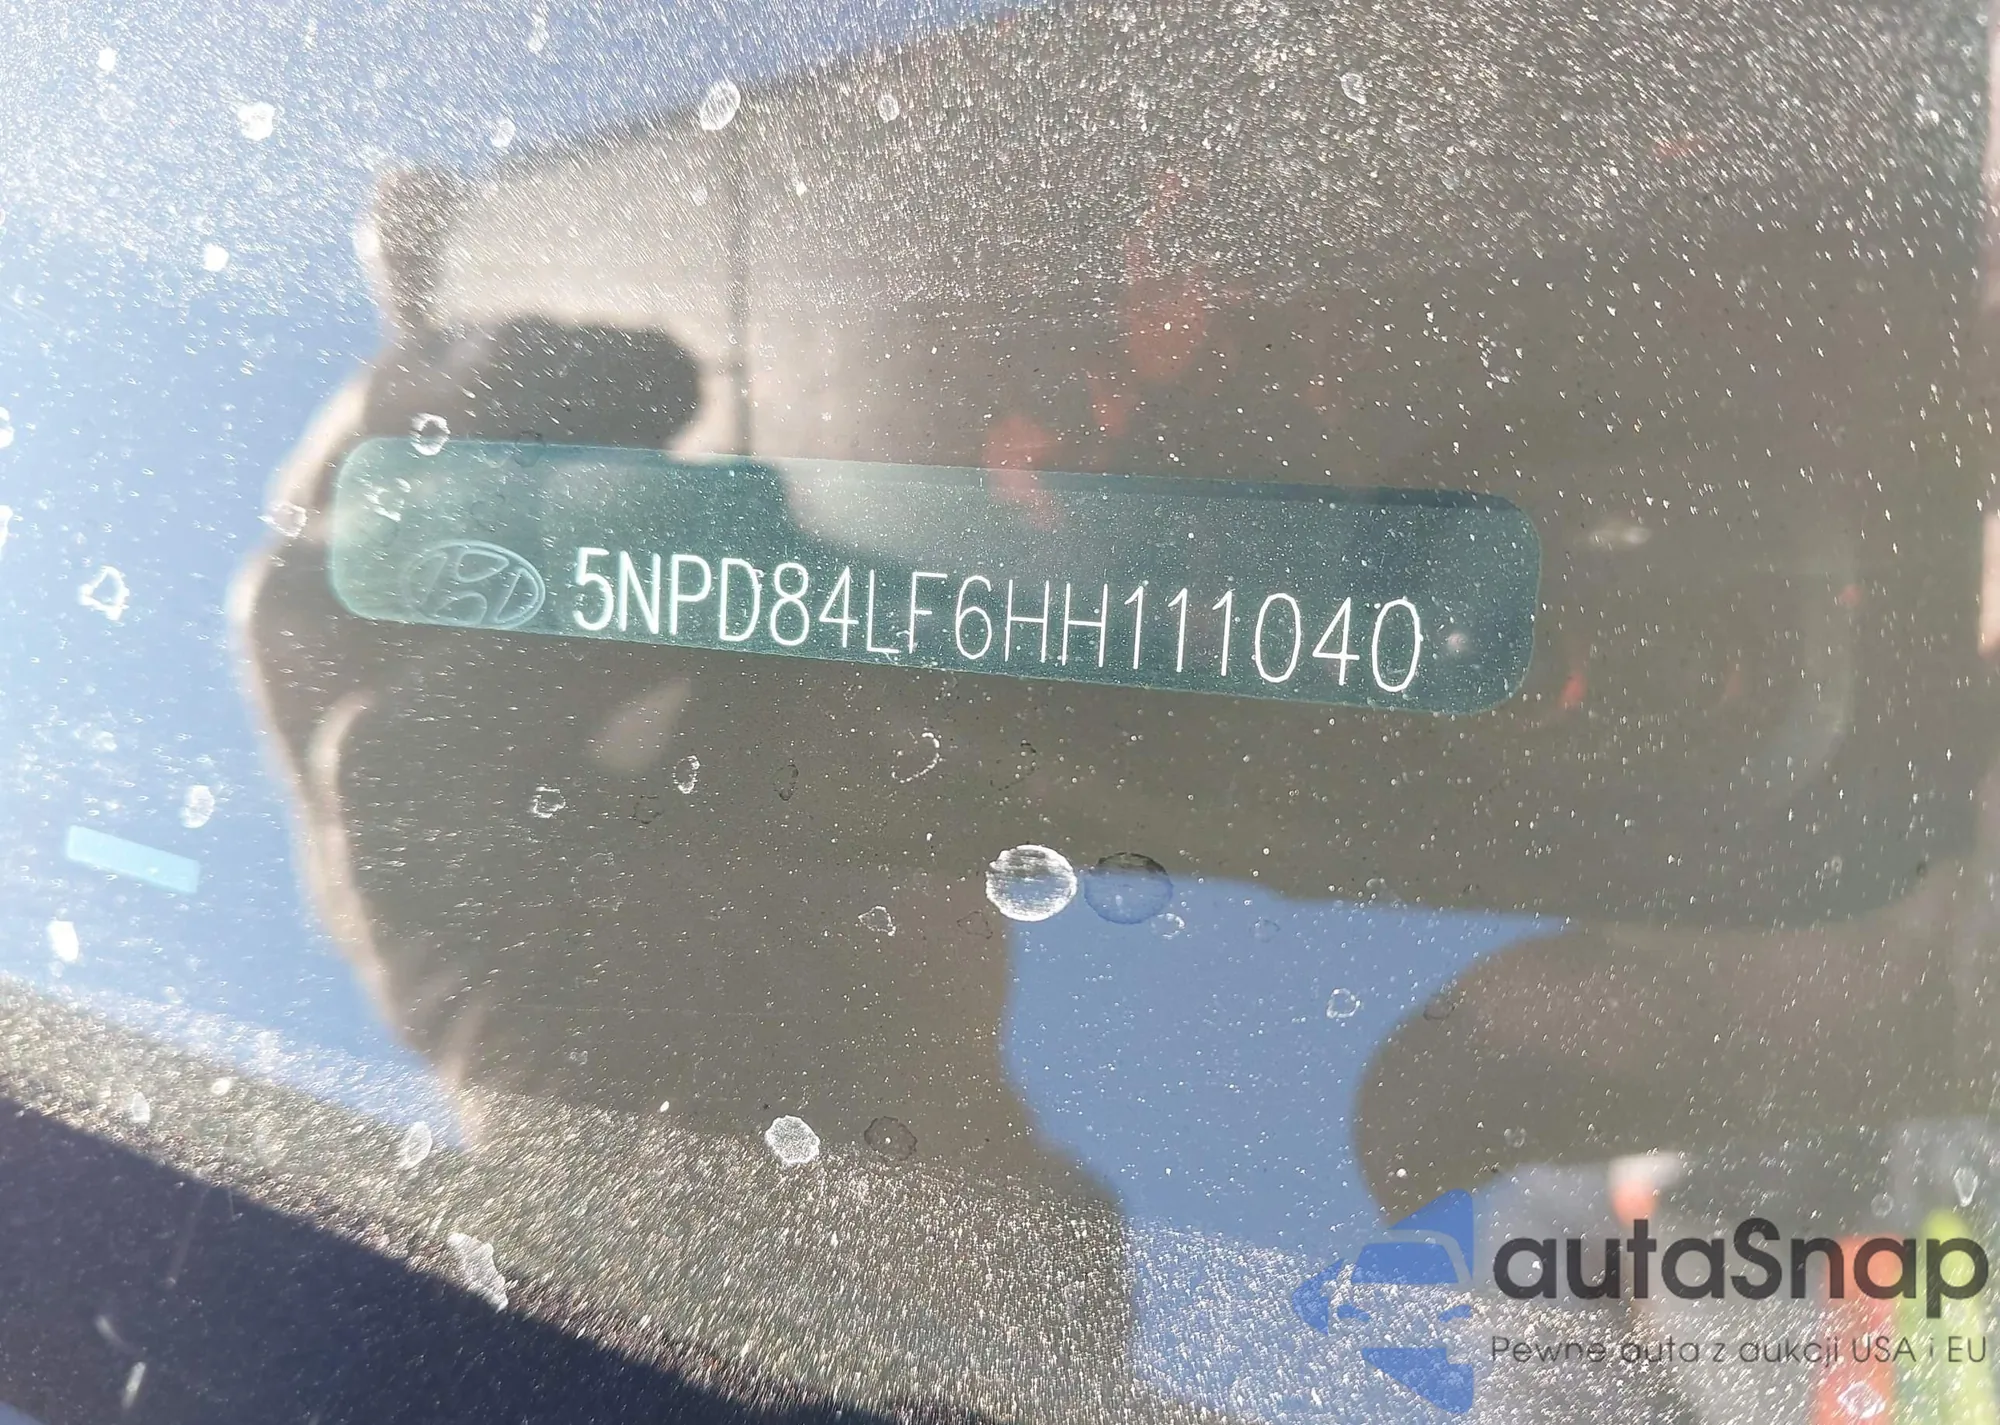 5NPD84LF6HH111040
autaSnap
Pewne auta z aukcji USA i EU